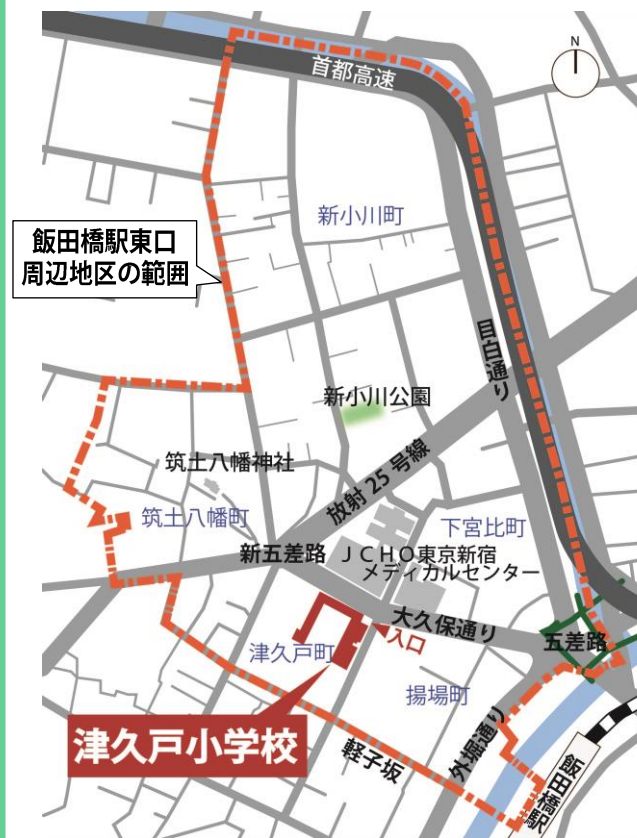 首都高速
N
新小川町
飯田橋駅東口
周辺地区の範囲
目白通り
新小川公園
放射25号線
筑土八幡神社
筑土八幡町
下宮比町
新五差路
JCHO東京新宿
メディカルセンター
大久保通り
五差路
入口
津久戸町
揚場町
外堀通り
津久戸小学校
軽子坂
飯田橋駅